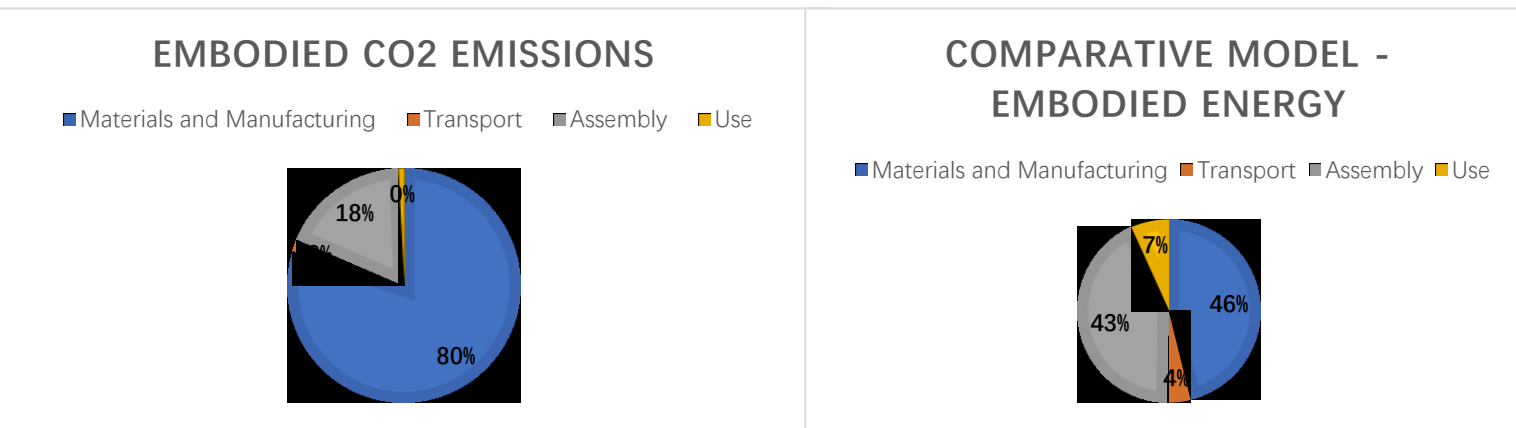 EMBODIED CO2 EMISSIONS
Materials and Manufacturing Transport Assembly Use
0%
18%
80%
COMPARATIVE MODEL -
EMBODIED ENERGY
Materials and Manufacturing Transport Assembly Use
7%
46%
43%
4%